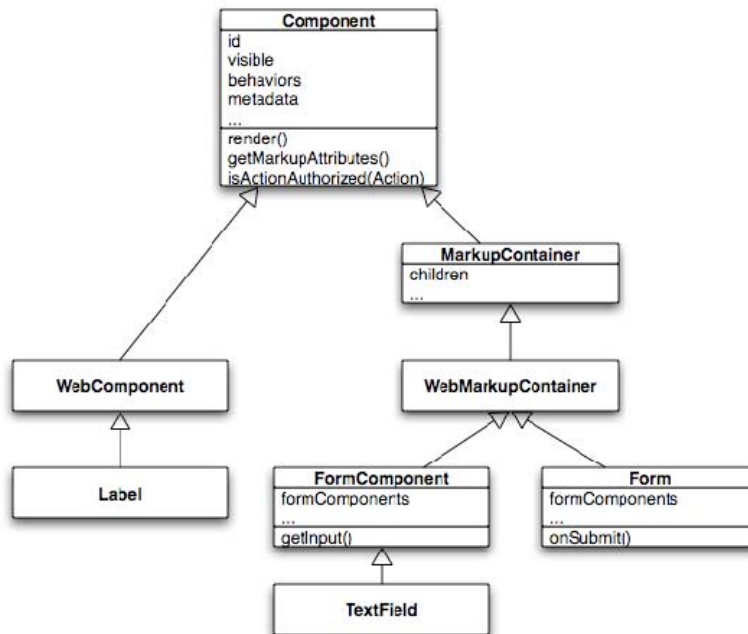 Component
id
visible
behaviors
metadata
...
render()
getMarkupAttributes()
isActionAuthorized(Action)
MarkupContainer
children
...
WebComponent
WebMarkupContainer
Label
FormComponent
formComponents
...
getInput()
Form
formComponents
...
onSubmit()
TextField